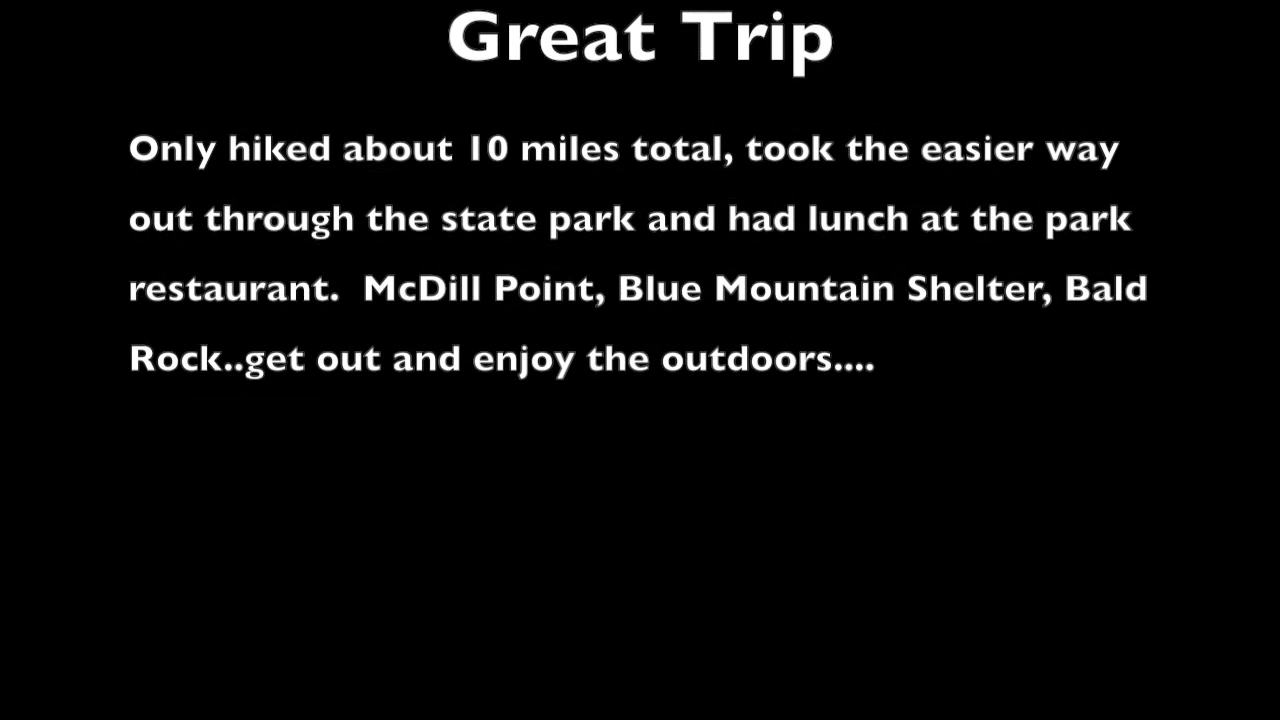 Great Trip
Only hiked about 10 miles total, took the easier way
out through the state park and had lunch at the park
restaurant.  McDill Point, Blue Mountain Shelter, Bald
Rock..get out and enjoy the outdoors....